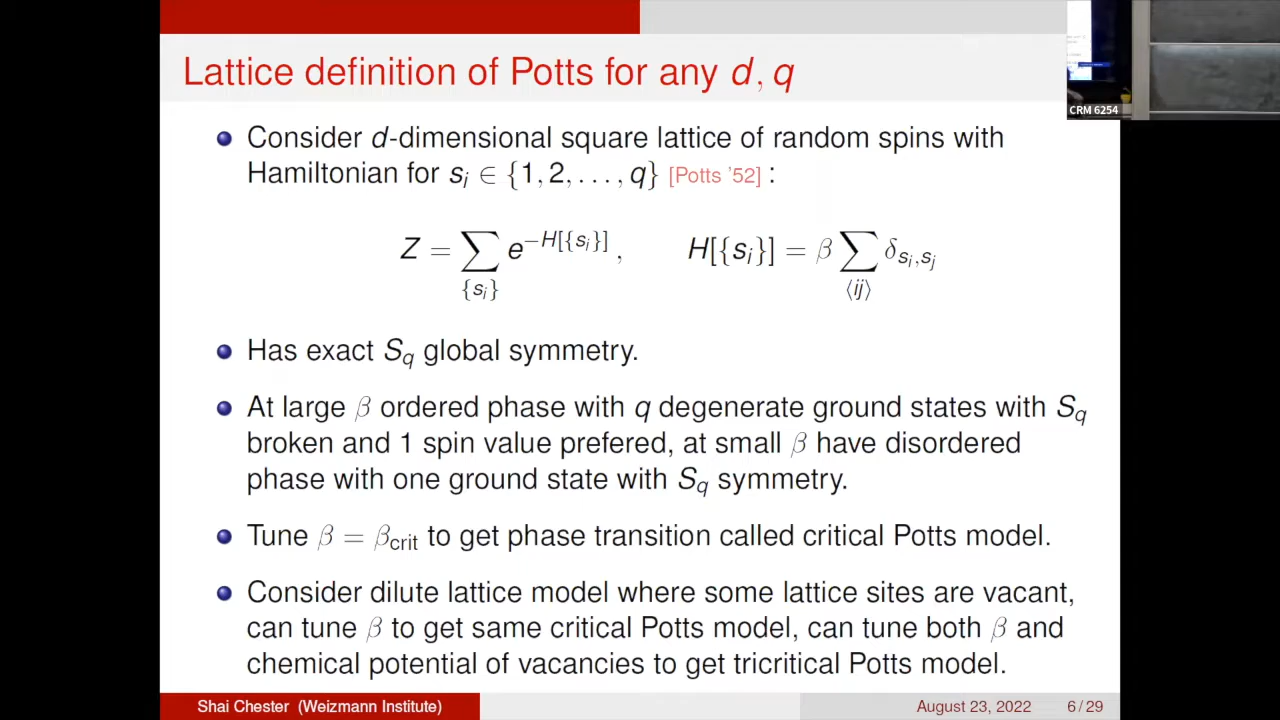 Lattice definition of Potts for any d, q
CRM 6254
Consider d-dimensional square lattice of random spins with
Hamiltonian for s_i ∈ {1, 2, . . . , q} [Potts '52] :
Z = ∑_{{s_i}} e^{−H[{s_i}]} , H[{s_i}] = β ∑_{⟨ij⟩} δ_{s_i,s_j}
Has exact S_q global symmetry.
At large β ordered phase with q degenerate ground states with S_q
broken and 1 spin value prefered, at small β have disordered
phase with one ground state with S_q symmetry.
Tune β = β_crit to get phase transition called critical Potts model.
Consider dilute lattice model where some lattice sites are vacant,
can tune β to get same critical Potts model, can tune both β and
chemical potential of vacancies to get tricritical Potts model.
Shai Chester (Weizmann Institute) August 23, 2022 6 / 29